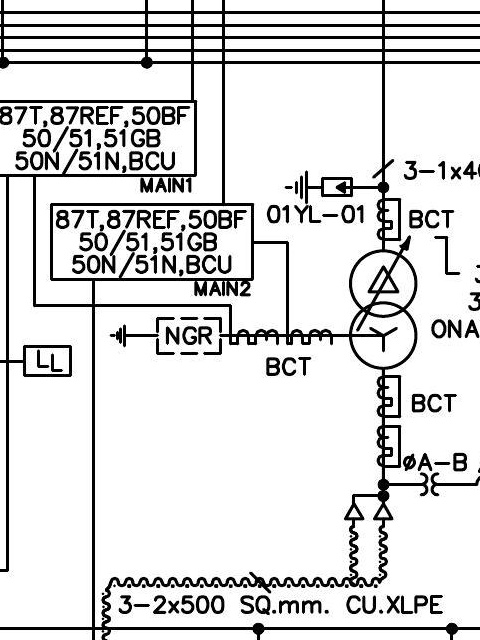 87T,87REF,50BF
50/51,51GB
50N/51N,BCU
MAIN1
3-1x4
01YL-01
BCT
87T,87REF,50BF
50/51,51GB
50N/51N,BCU
MAIN2
3
3
ONA
NGR
BCT
LL
BCT
øA-B
3-2x500 SQ.mm. CU.XLPE